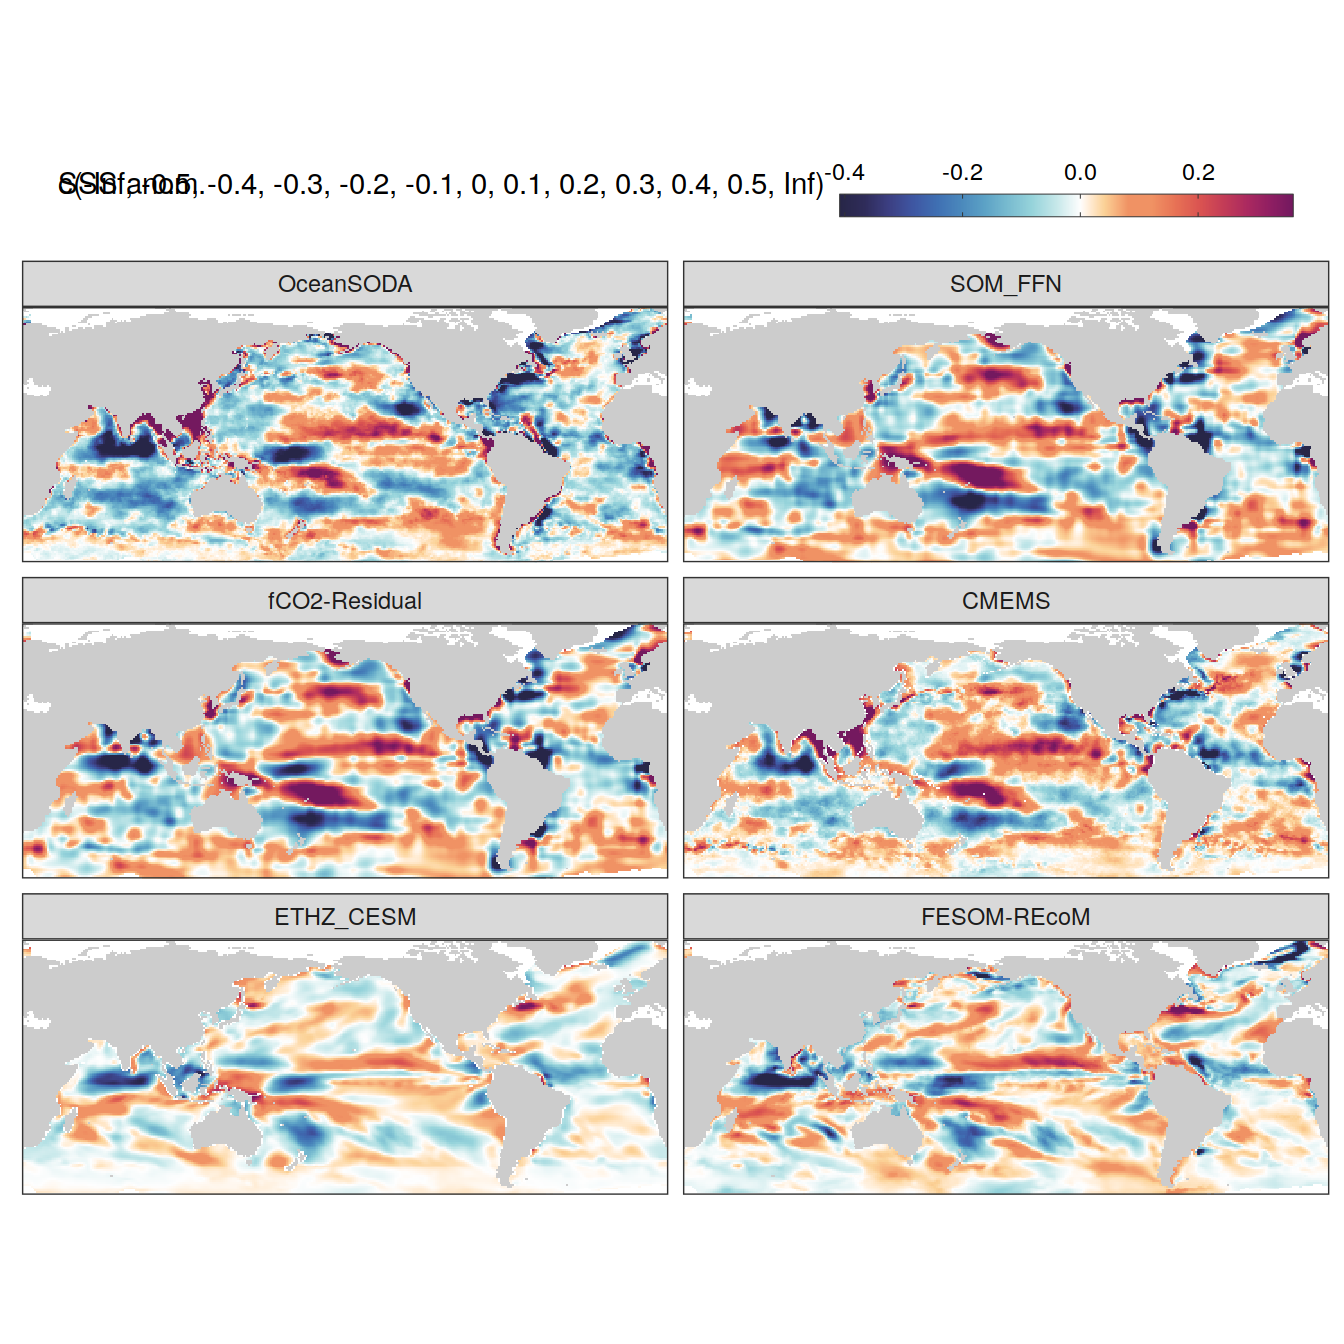 SSS anom.
c(-Inf, -0.5, -0.4, -0.3, -0.2, -0.1, 0, 0.1, 0.2, 0.3, 0.4, 0.5, Inf)
-0.4 -0.2 0.0 0.2
OceanSODA
SOM_FFN
fCO2-Residual
CMEMS
ETHZ_CESM
FESOM-REcoM